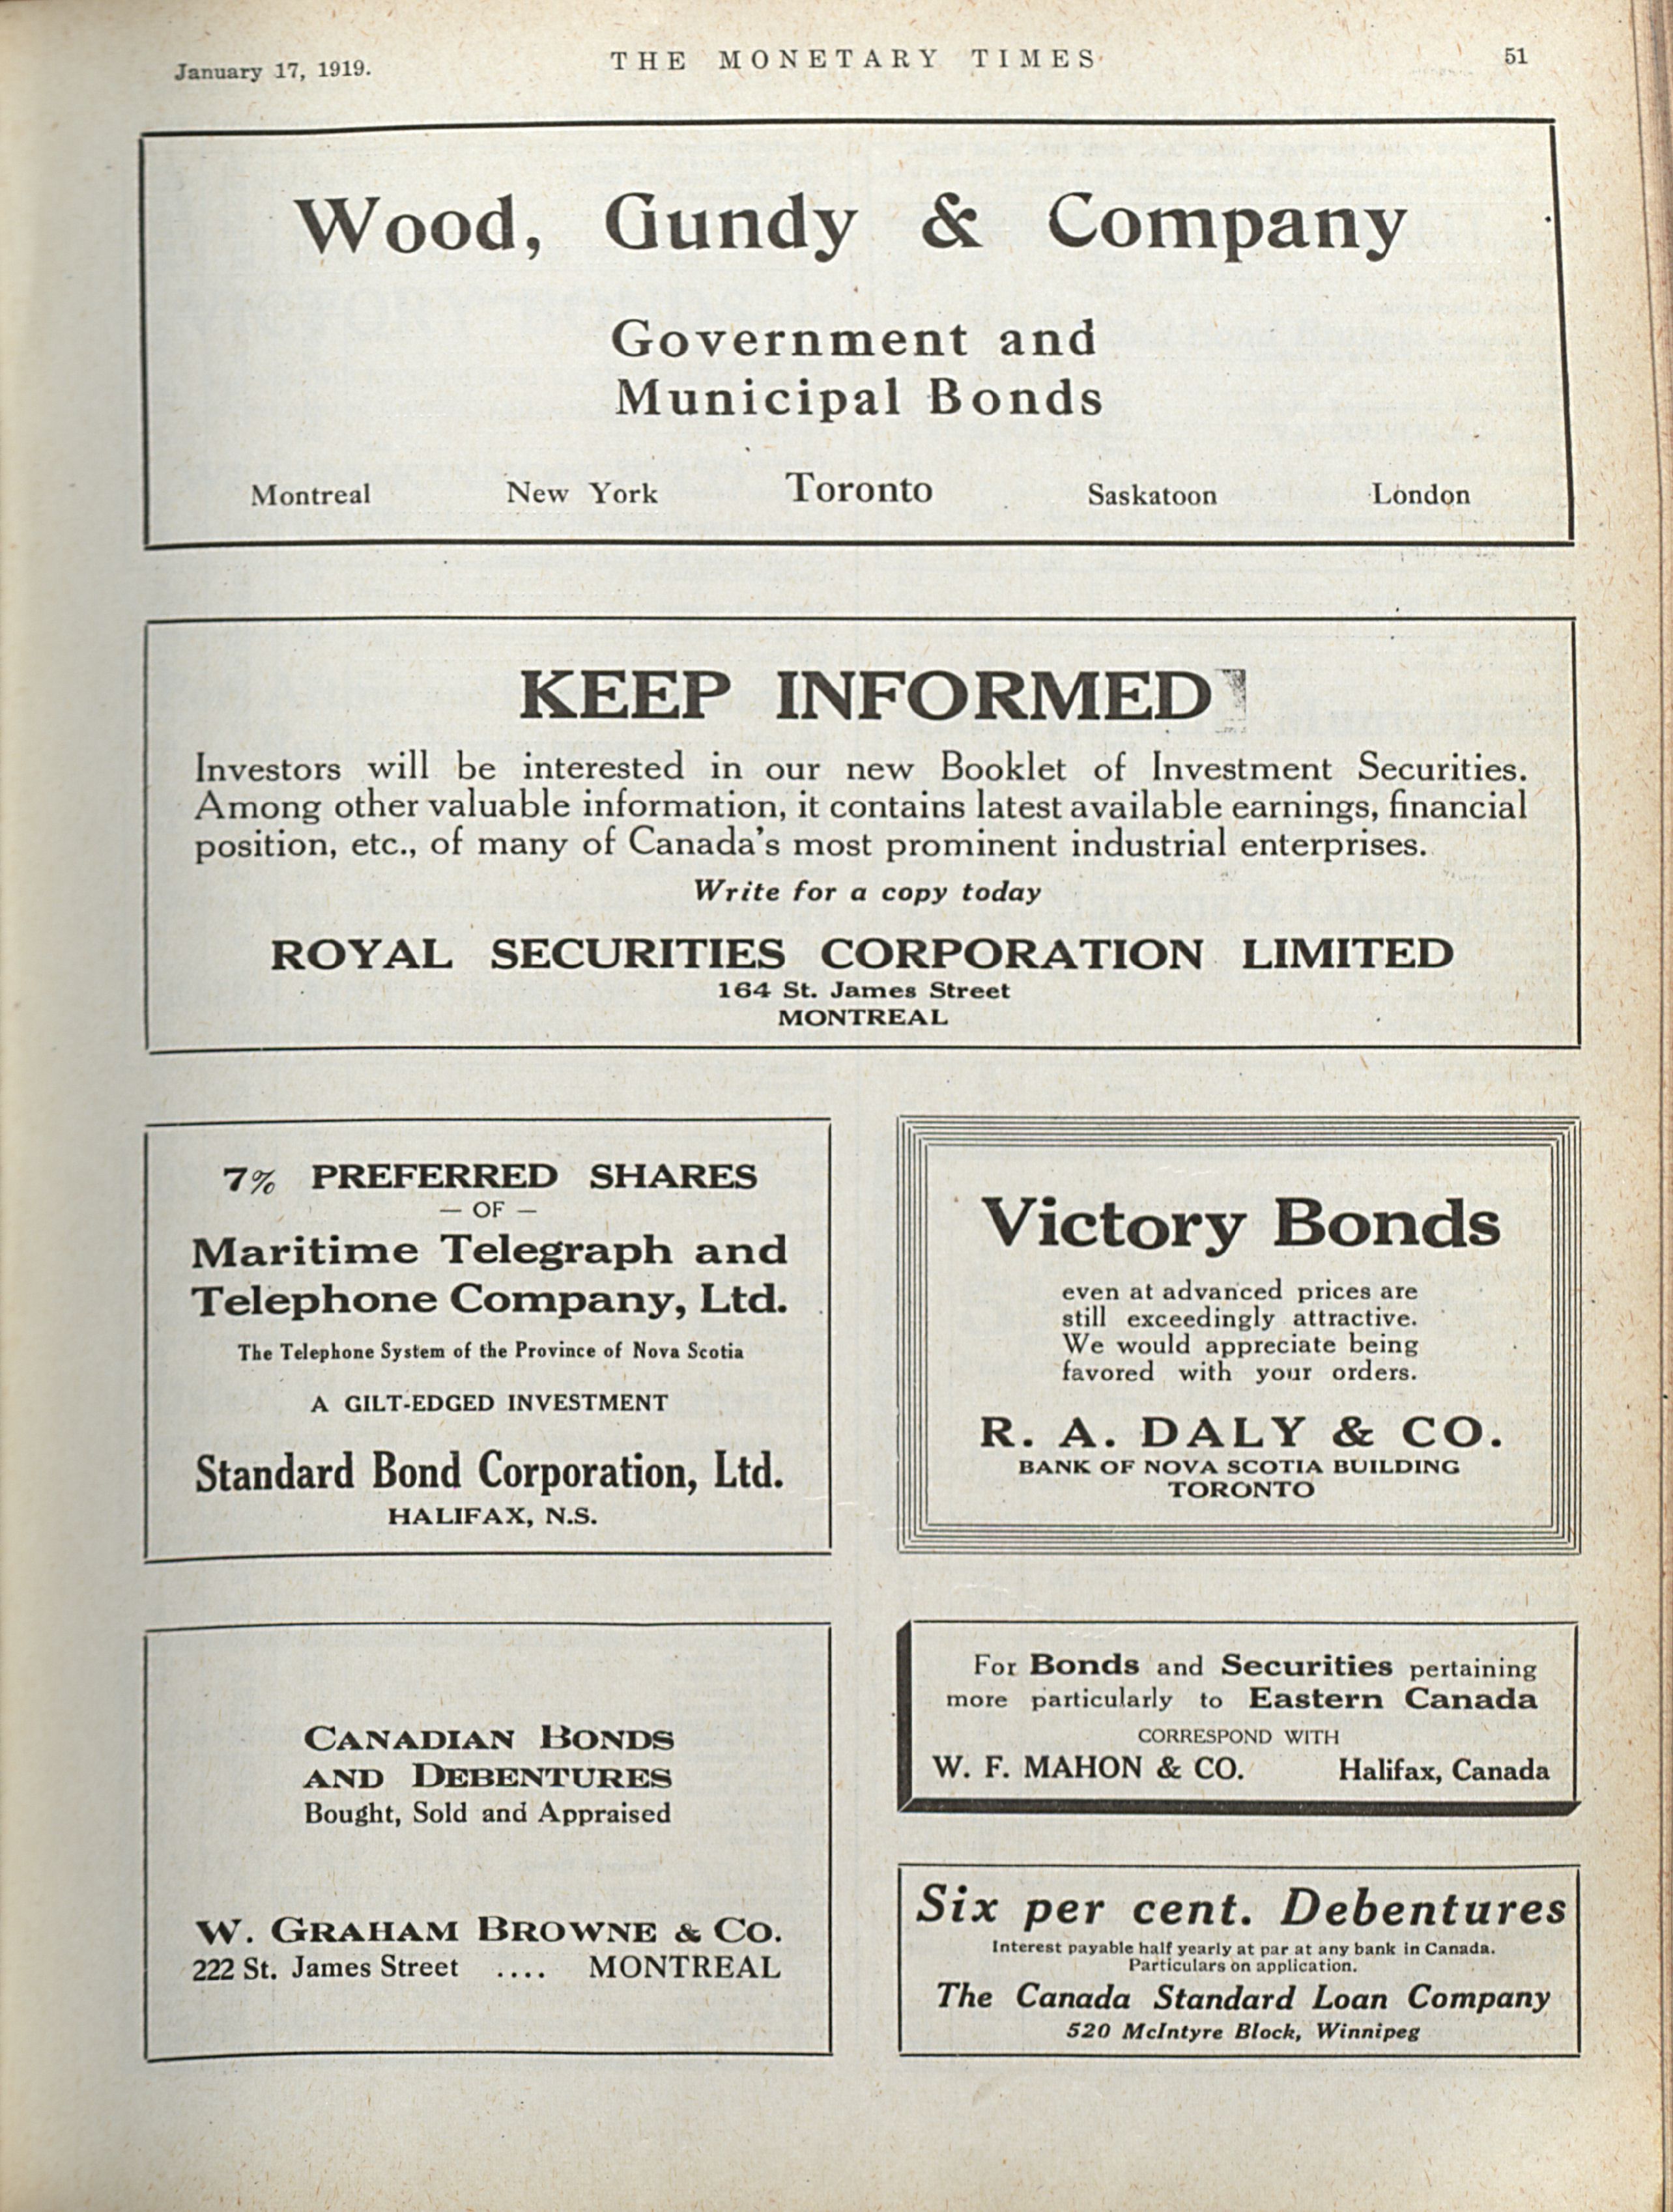 January 17, 1919.
THE MONETARY TIMES
51
Wood, Gundy & Company
Government and
Municipal Bonds
Montreal New York Toronto Saskatoon London
KEEP INFORMED
Investors will be interested in our new Booklet of Investment Securities.
Among other valuable information, it contains latest available earnings, financial
position, etc., of many of Canada's most prominent industrial enterprises.
Write for a copy today
ROYAL SECURITIES CORPORATION LIMITED
164 St. James Street
MONTREAL
7% PREFERRED SHARES
— OF —
Maritime Telegraph and
Telephone Company, Ltd.
The Telephone System of the Province of Nova Scotia
A GILT-EDGED INVESTMENT
Standard Bond Corporation, Ltd.
HALIFAX, N.S.
Victory Bonds
even at advanced prices are
still exceedingly attractive.
We would appreciate being
favored with your orders.
R. A. DALY & CO.
BANK OF NOVA SCOTIA BUILDING
TORONTO
CANADIAN BONDS
AND DEBENTURES
Bought, Sold and Appraised
W. GRAHAM BROWNE & CO.
222 St. James Street .... MONTREAL
For Bonds and Securities pertaining
more particularly to Eastern Canada
CORRESPOND WITH
W. F. MAHON & CO. Halifax, Canada
Six per cent. Debentures
Interest payable half yearly at par at any bank in Canada.
Particulars on application.
The Canada Standard Loan Company
520 McIntyre Block, Winnipeg